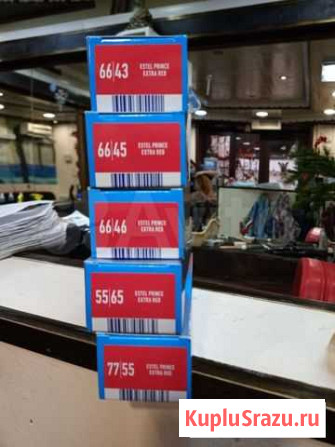 66|43 ESTEL PRINCE
EXTRA RED
66|45 ESTEL PRINCE
EXTRA RED
66|46 ESTEL PRINCE
EXTRA RED
55|65 ESTEL PRINCE
EXTRA RED
77|55 ESTEL PRINCE
EXTRA RED
KupluSrazu.ru